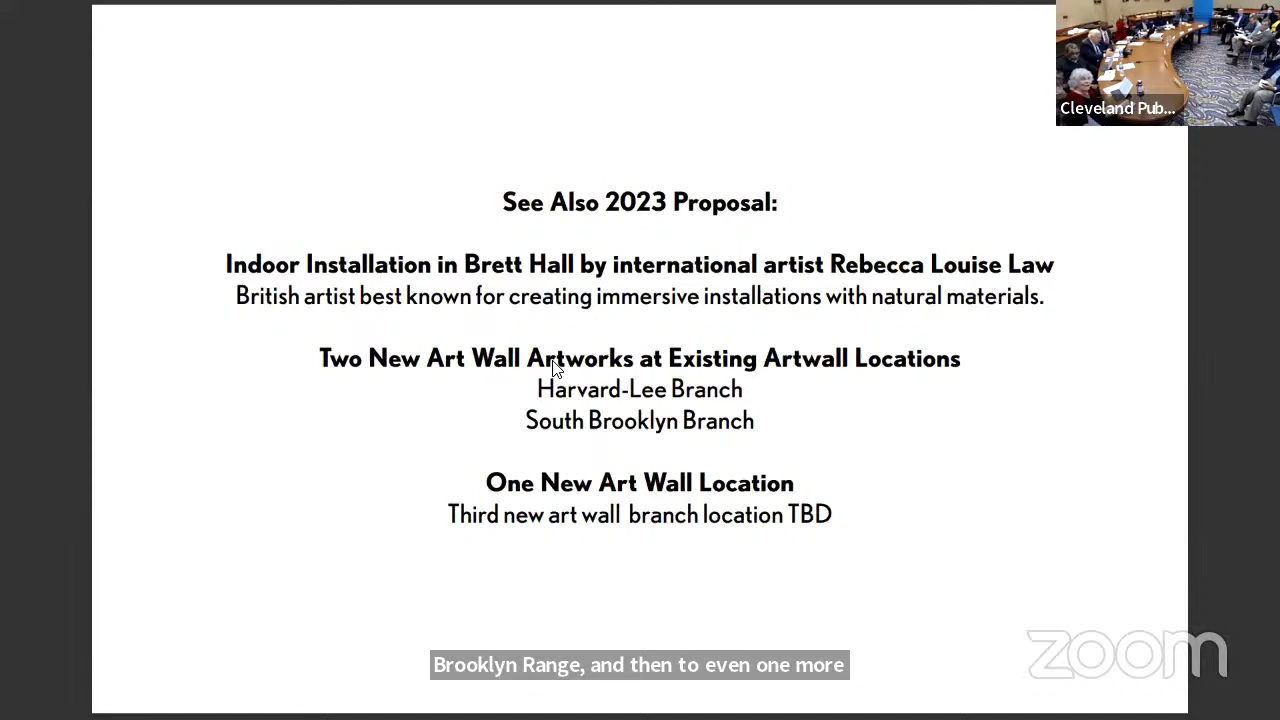 Cleveland Pub...
See Also 2023 Proposal:
Indoor Installation in Brett Hall by international artist Rebecca Louise Law
British artist best known for creating immersive installations with natural materials.
Two New Art Wall Artworks at Existing Artwall Locations
Harvard-Lee Branch
South Brooklyn Branch
One New Art Wall Location
Third new art wall branch location TBD
Brooklyn Range, and then to even one more
zoom